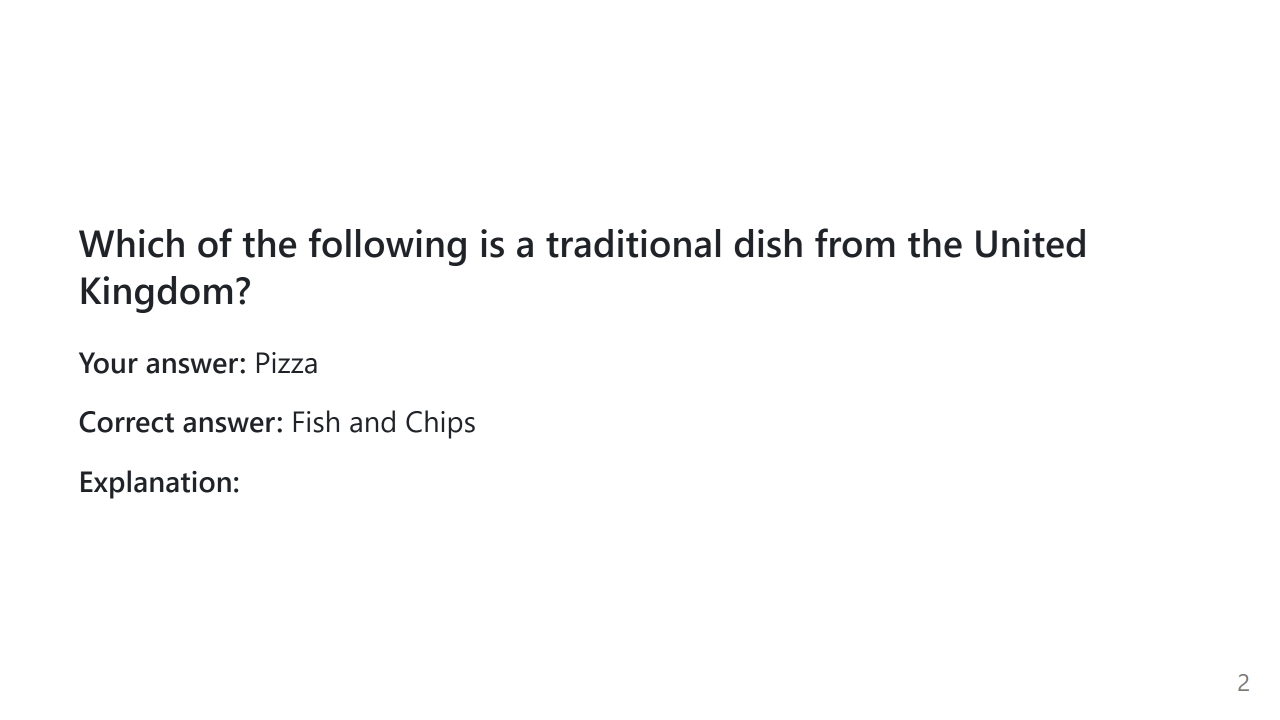 Which of the following is a traditional dish from the United
Kingdom?
Your answer: Pizza
Correct answer: Fish and Chips
Explanation:
2